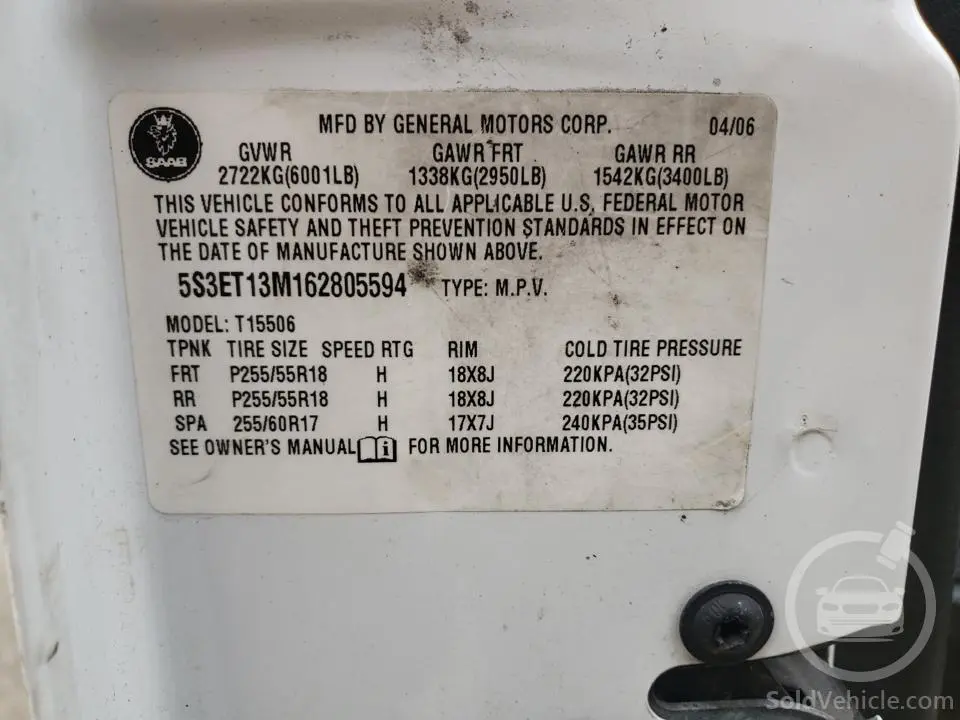 MFD BY GENERAL MOTORS CORP. 04/06
SAAB
GVWR GAWR FRT GAWR RR
2722KG(6001LB) 1338KG(2950LB) 1542KG(3400LB)
THIS VEHICLE CONFORMS TO ALL APPLICABLE U.S. FEDERAL MOTOR
VEHICLE SAFETY AND THEFT PREVENTION STANDARDS IN EFFECT ON
THE DATE OF MANUFACTURE SHOWN ABOVE.
5S3ET13M162805594 TYPE: M.P.V.
MODEL: T15506
TPNK TIRE SIZE SPEED RTG RIM COLD TIRE PRESSURE
FRT P255/55R18 H 18X8J 220KPA(32PSI)
RR P255/55R18 H 18X8J 220KPA(32PSI)
SPA 255/60R17 H 17X7J 240KPA(35PSI)
SEE OWNER'S MANUAL i FOR MORE INFORMATION.
SoldVehicle.com